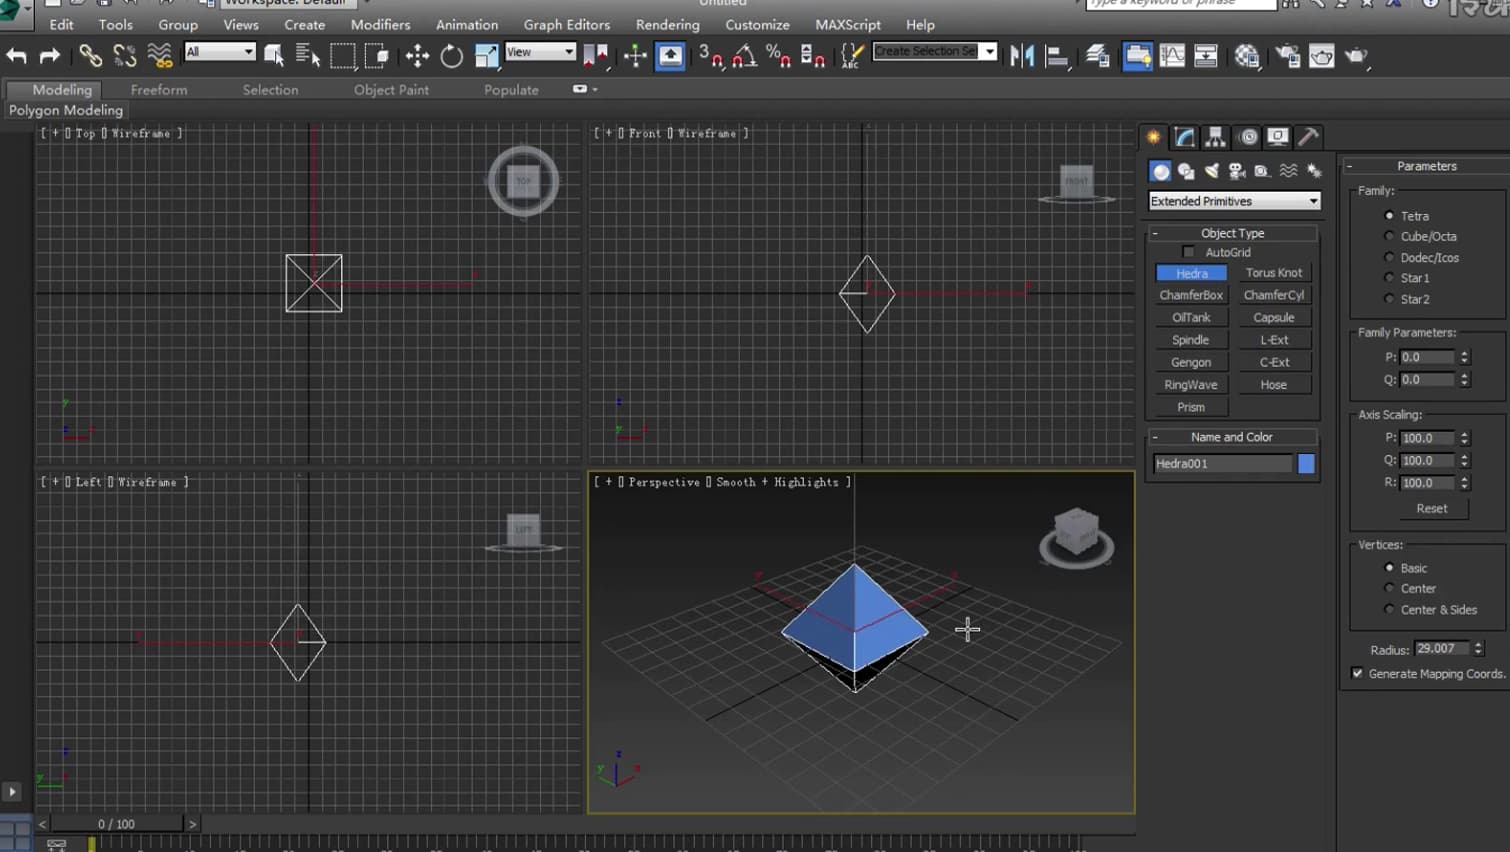 Workspace: Default
Untitled
Type a keyword or phrase
Edit Tools Group Views Create Modifiers Animation Graph Editors Rendering Customize MAXScript Help
All
View
3
%
ABC
Create Selection Se
Modeling Freeform Selection Object Paint Populate
Polygon Modeling
[ + [] Top [] Wireframe ]
TOP
[ + [] Front [] Wireframe ]
FRONT
[ + [] Left [] Wireframe ]
LEFT
[ + [] Perspective [] Smooth + Highlights ]
Extended Primitives
- Object Type
AutoGrid
Hedra Torus Knot
ChamferBox ChamferCyl
OilTank Capsule
Spindle L-Ext
Gengon C-Ext
RingWave Hose
Prism
- Name and Color
Hedra001
- Parameters
Family:
Tetra
Cube/Octa
Dodec/Icos
Star1
Star2
Family Parameters:
P: 0.0
Q: 0.0
Axis Scaling:
P: 100.0
Q: 100.0
R: 100.0
Reset
Vertices:
Basic
Center
Center & Sides
Radius: 29.007
Generate Mapping Coords.
< 0 / 100 >